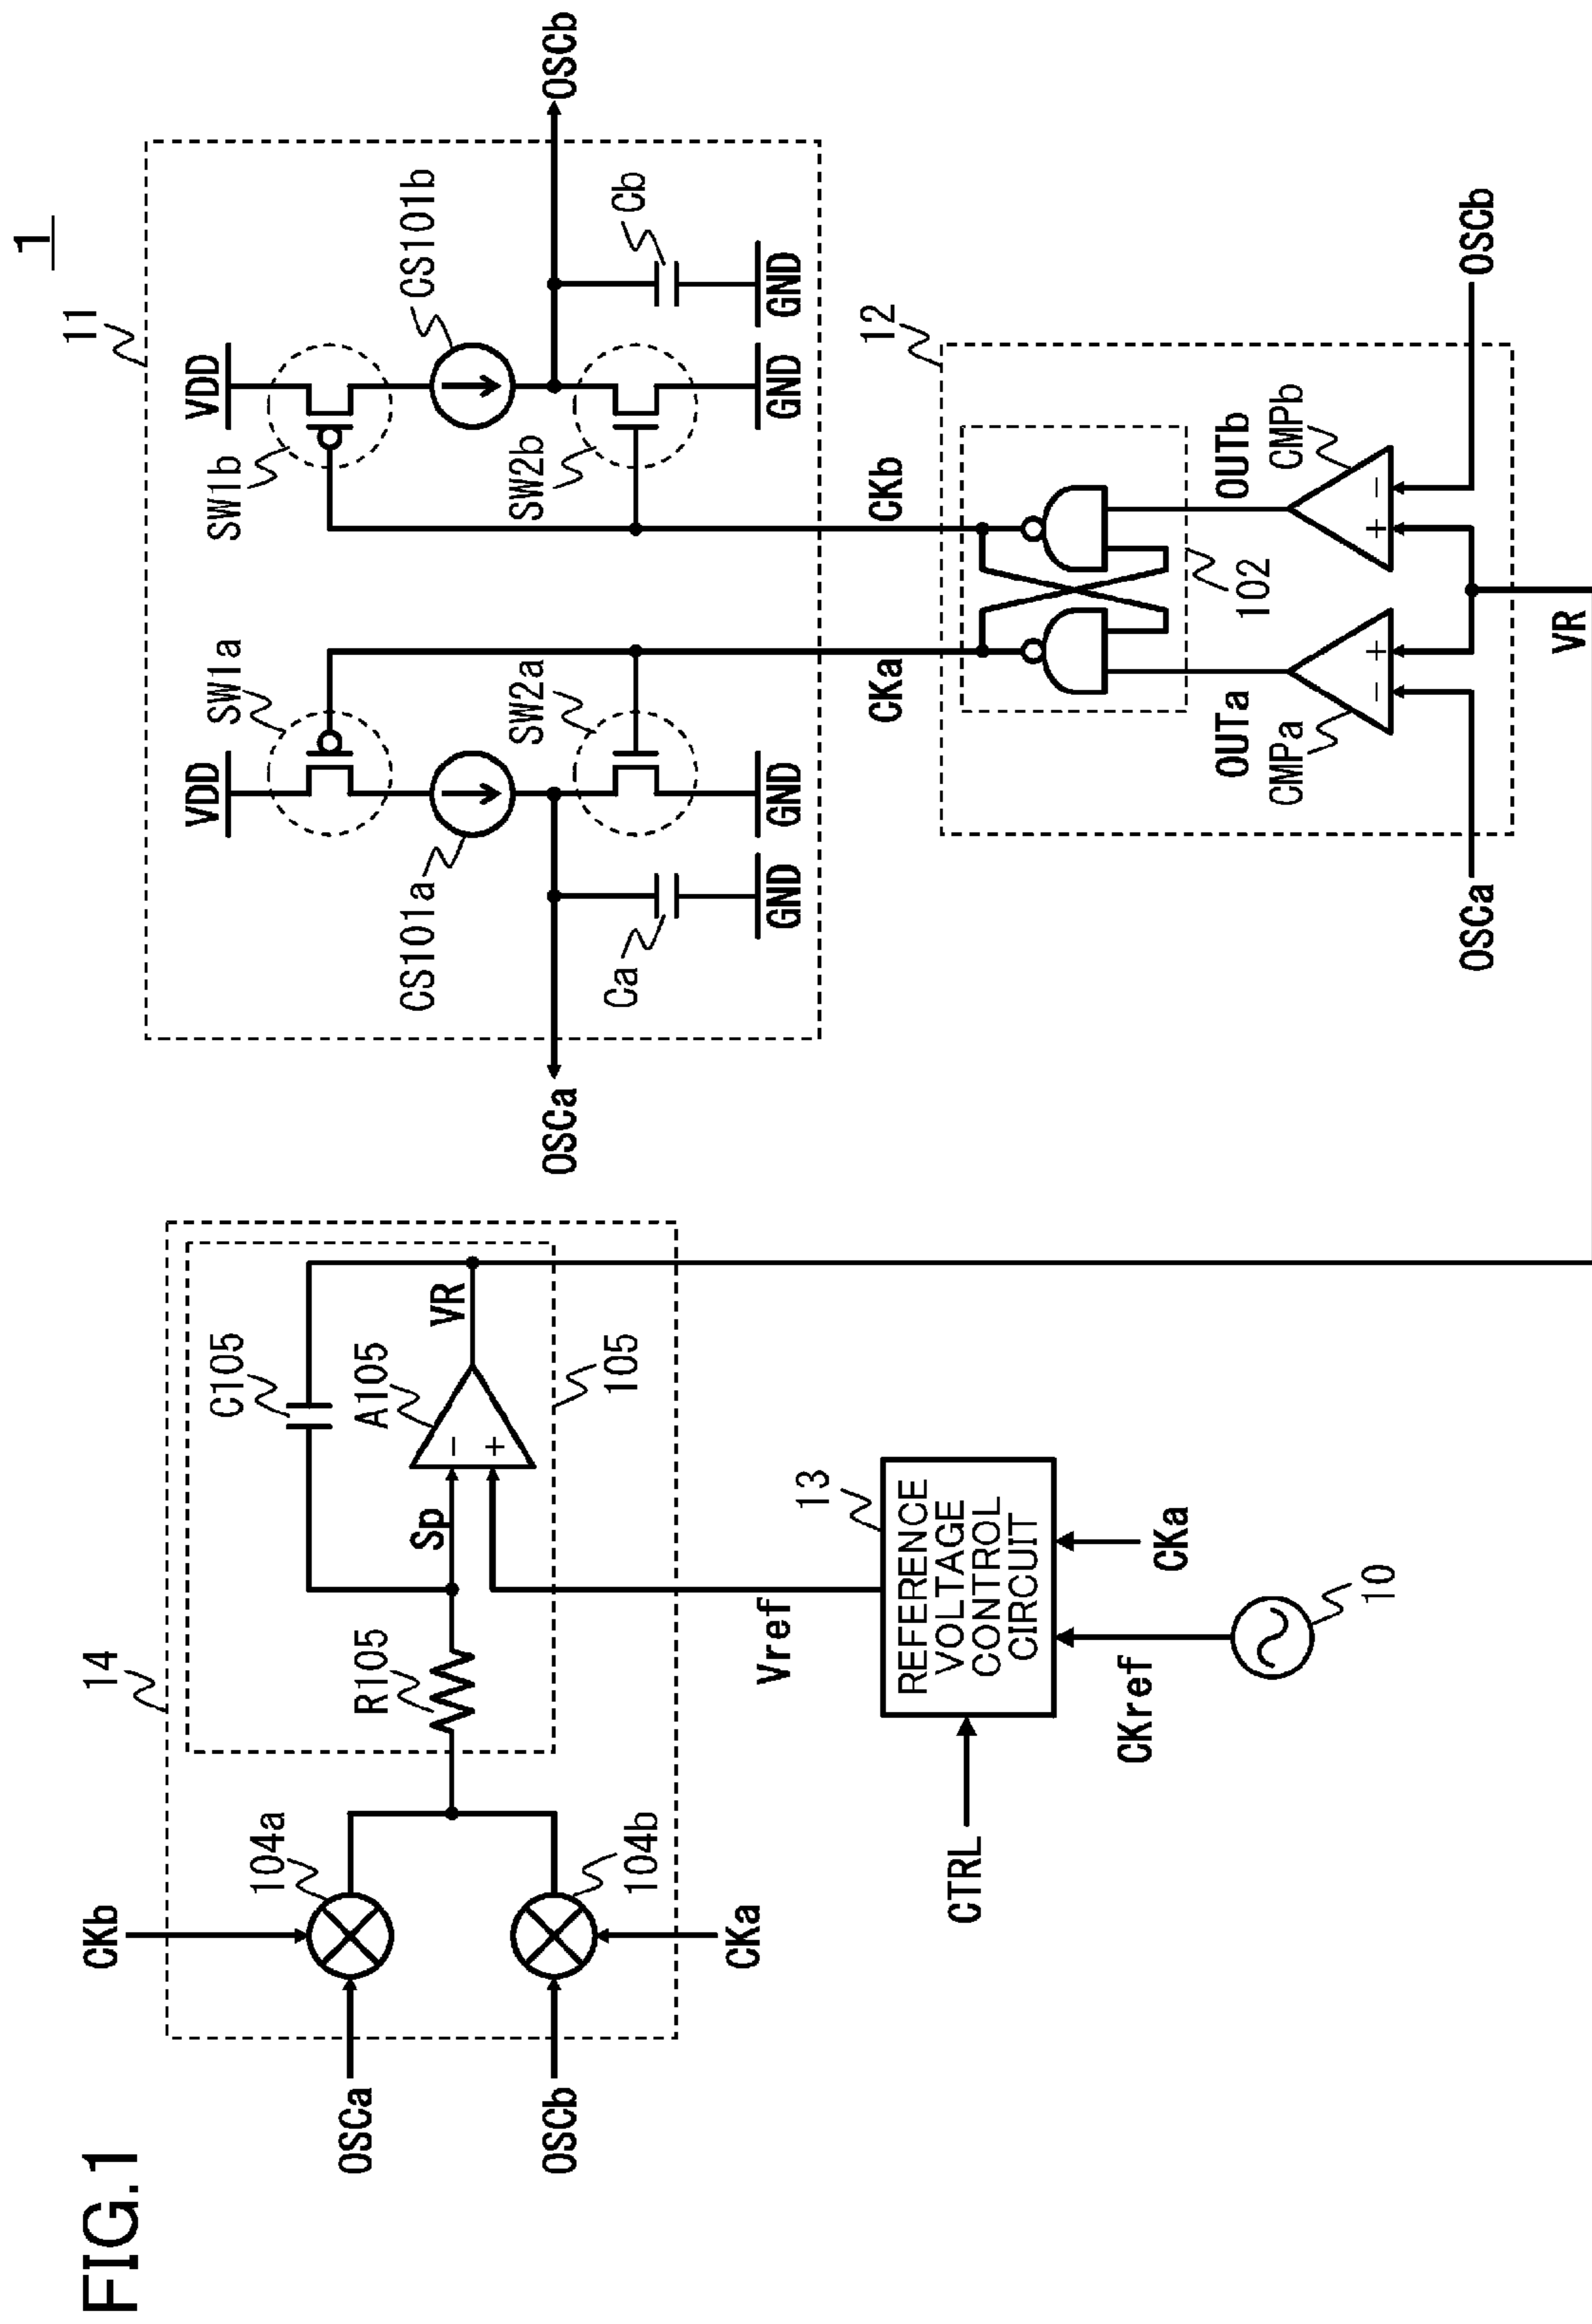 FIG.1
1
14
CKb
104a
OSCa
OSCb
104b
CKa
C105
A105
R105
Sp
−
+
VR
105
Vref
13
REFERENCE
VOLTAGE
CONTROL
CIRCUIT
CTRL
CKref
CKa
10
11
VDD
VDD
SW1a
SW1b
CS101a
CS101b
OSCa
OSCb
SW2a
SW2b
Ca
Cb
GND
GND
GND
GND
CKa
CKb
12
102
OUTa
OUTb
CMPa
CMPb
−
+
+
−
OSCa
OSCb
VR